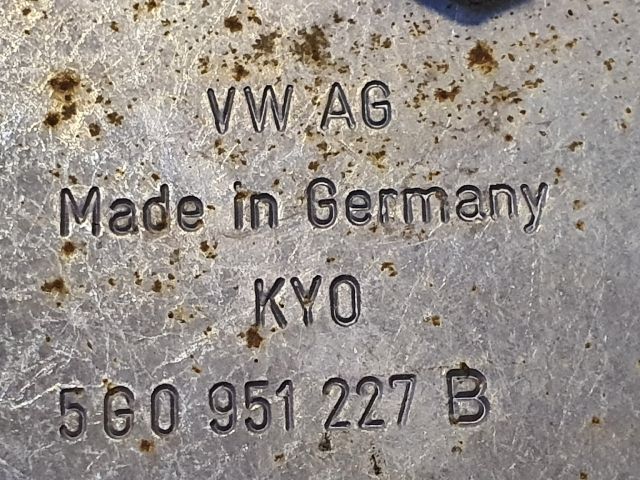 VW AG
Made in Germany
KYO
5G0 951 227 B